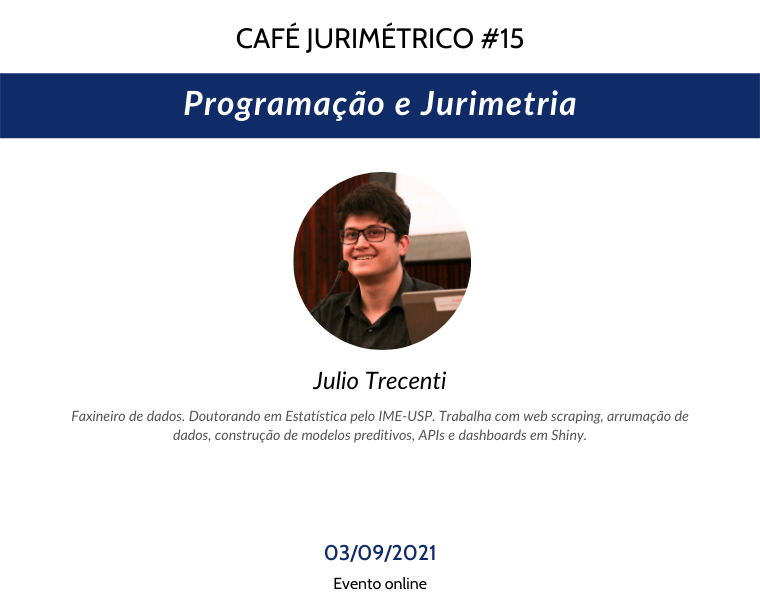 CAFÉ JURIMÉTRICO #15
Programação e Jurimetria
Julio Trecenti
Faxineiro de dados. Doutorando em Estatística pelo IME-USP. Trabalha com web scraping, arrumação de
dados, construção de modelos preditivos, APIs e dashboards em Shiny.
03/09/2021
Evento online